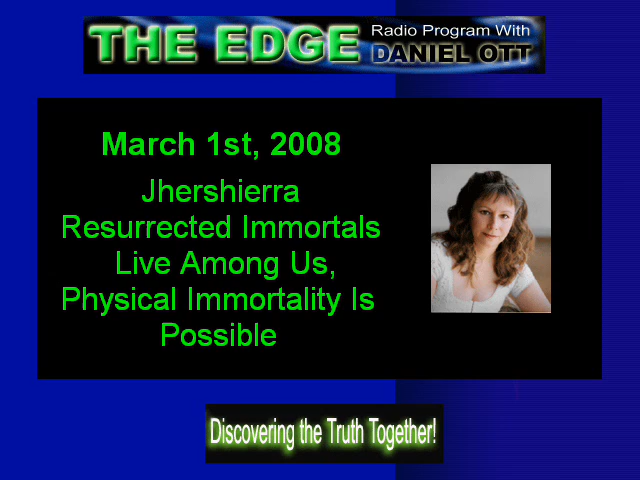 THE EDGE Radio Program With
DANIEL OTT
March 1st, 2008
Jhershierra
Resurrected Immortals
Live Among Us,
Physical Immortality Is
Possible
Discovering the Truth Together!